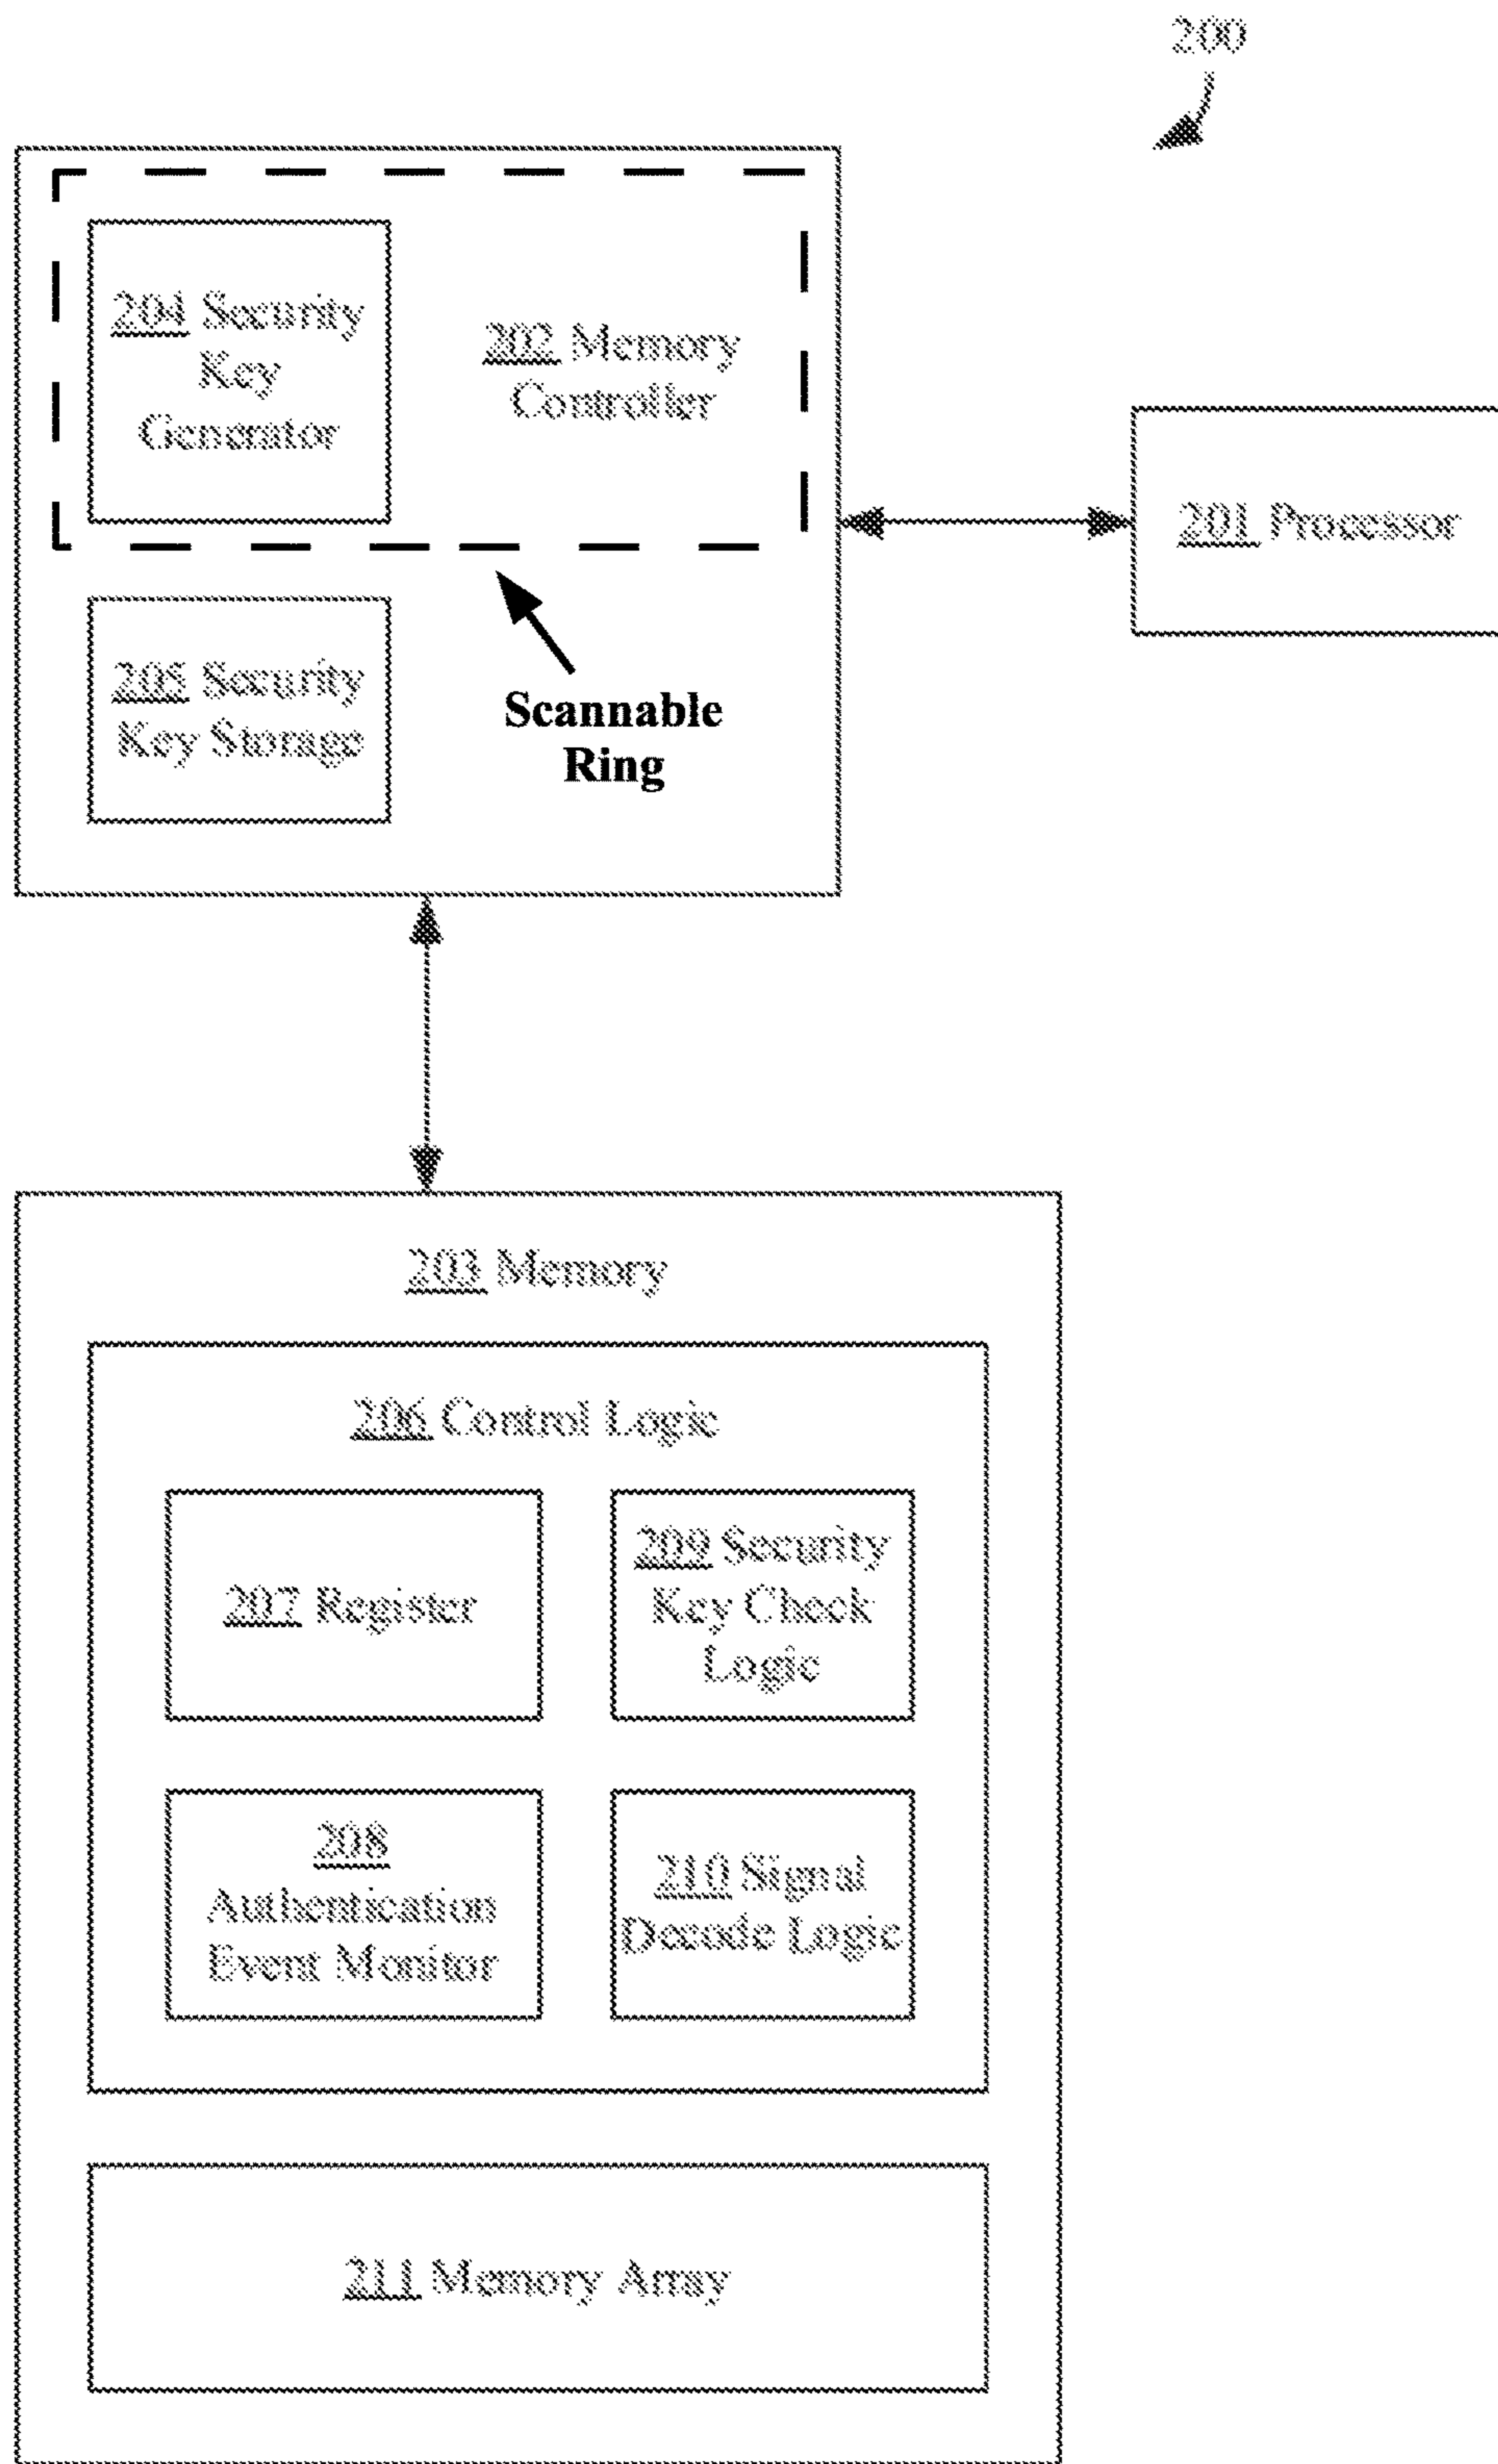 200
204 Security
Key
Generator
202 Memory
Controller
201 Processor
205 Security
Key Storage
Scannable
Ring
203 Memory
206 Control Logic
207 Register
209 Security
Key Check
Logic
208
Authentication
Event Monitor
210 Signal
Decode Logic
211 Memory Array